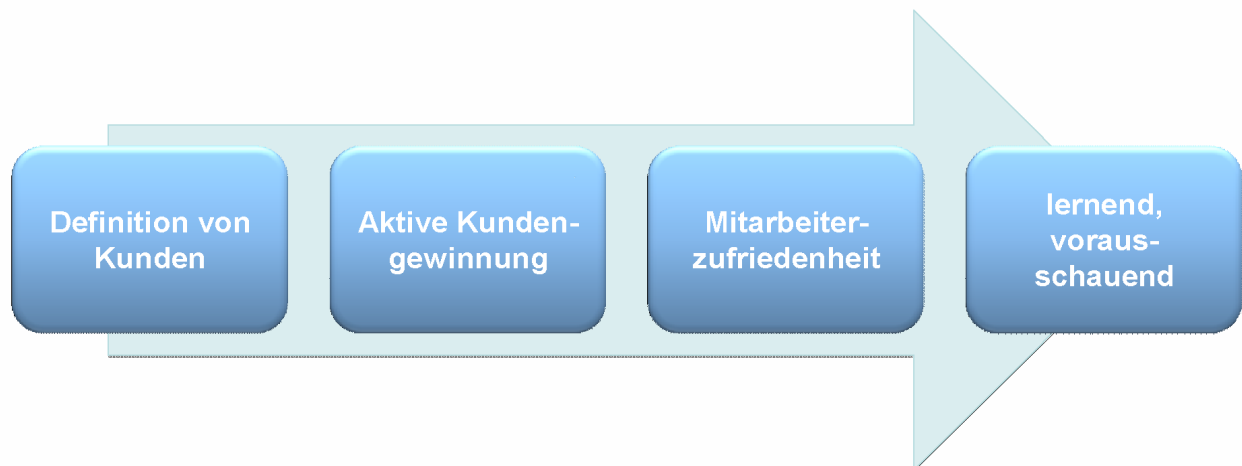 Definition von
Kunden
Aktive Kunden-
gewinnung
Mitarbeiter-
zufriedenheit
lernend,
voraus-
schauend